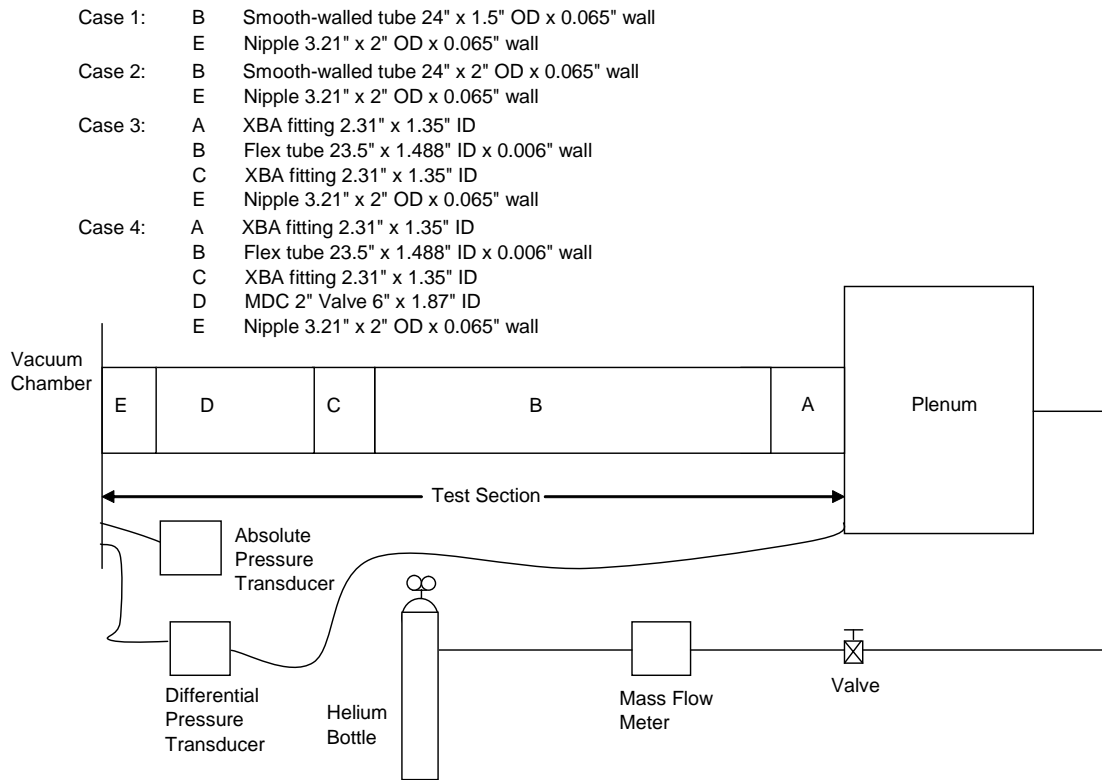 Case 1: B Smooth-walled tube 24" x 1.5" OD x 0.065" wall
E Nipple 3.21" x 2" OD x 0.065" wall
Case 2: B Smooth-walled tube 24" x 2" OD x 0.065" wall
E Nipple 3.21" x 2" OD x 0.065" wall
Case 3: A XBA fitting 2.31" x 1.35" ID
B Flex tube 23.5" x 1.488" ID x 0.006" wall
C XBA fitting 2.31" x 1.35" ID
E Nipple 3.21" x 2" OD x 0.065" wall
Case 4: A XBA fitting 2.31" x 1.35" ID
B Flex tube 23.5" x 1.488" ID x 0.006" wall
C XBA fitting 2.31" x 1.35" ID
D MDC 2" Valve 6" x 1.87" ID
E Nipple 3.21" x 2" OD x 0.065" wall
Vacuum
Chamber
E D C B A Plenum
Test Section
Absolute
Pressure
Transducer
Differential
Pressure
Transducer
Helium
Bottle
Mass Flow
Meter
Valve